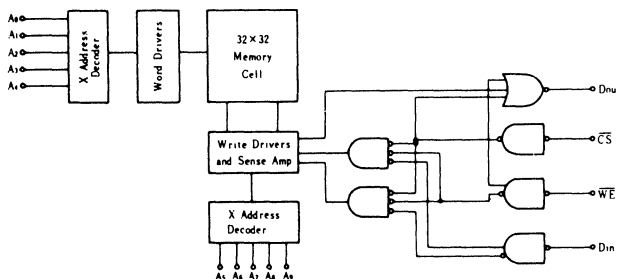 A0
A1
A2
A3
A4
X Address
Decoder
Word Drivers
32×32
Memory
Cell
Write Drivers
and Sense Amp
X Address
Decoder
A5 A6 A7 A8 A9
Dou
CS
WE
Din